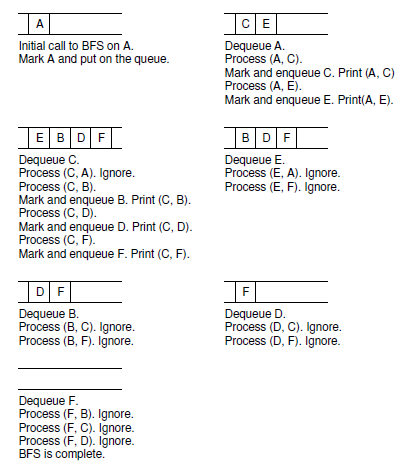 A
Initial call to BFS on A.
Mark A and put on the queue.
C E
Dequeue A.
Process (A, C).
Mark and enqueue C. Print (A, C)
Process (A, E).
Mark and enqueue E. Print(A, E).
E B D F
Dequeue C.
Process (C, A). Ignore.
Process (C, B).
Mark and enqueue B. Print (C, B).
Process (C, D).
Mark and enqueue D. Print (C, D).
Process (C, F).
Mark and enqueue F. Print (C, F).
B D F
Dequeue E.
Process (E, A). Ignore.
Process (E, F). Ignore.
D F
Dequeue B.
Process (B, C). Ignore.
Process (B, F). Ignore.
F
Dequeue D.
Process (D, C). Ignore.
Process (D, F). Ignore.
Dequeue F.
Process (F, B). Ignore.
Process (F, C). Ignore.
Process (F, D). Ignore.
BFS is complete.